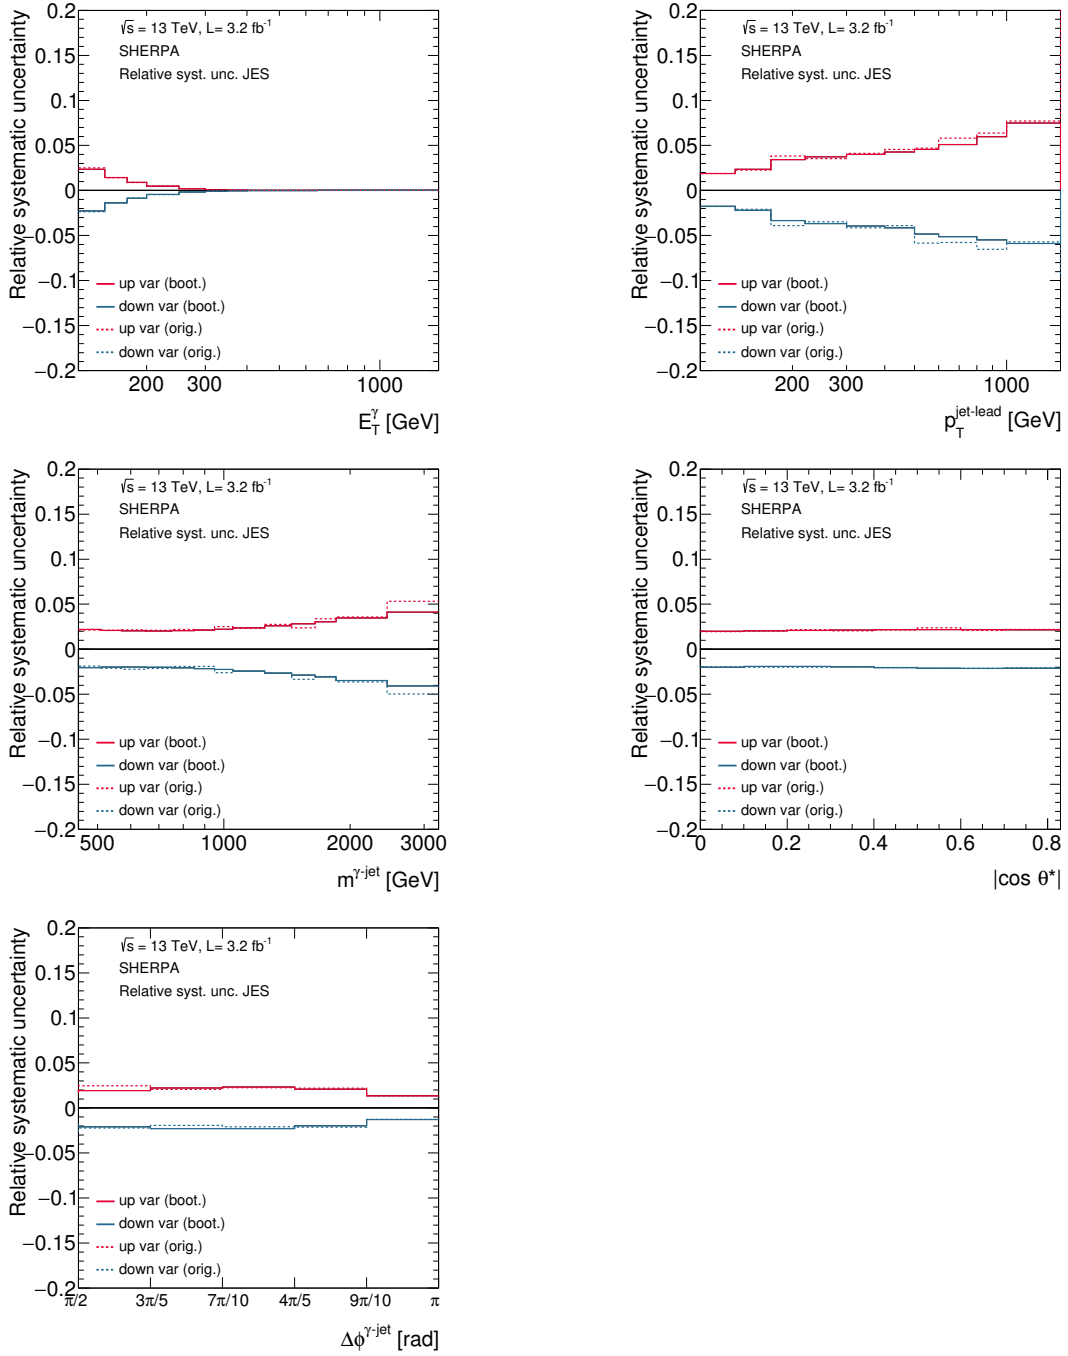 √s = 13 TeV, L= 3.2 fb⁻¹
SHERPA
Relative syst. unc. JES
Relative systematic uncertainty
0.2
0.15
0.1
0.05
0
−0.05
−0.1
−0.15
−0.2
up var (boot.)
down var (boot.)
up var (orig.)
down var (orig.)
200 300 1000
E_T^γ [GeV]
√s = 13 TeV, L= 3.2 fb⁻¹
SHERPA
Relative syst. unc. JES
Relative systematic uncertainty
0.2
0.15
0.1
0.05
0
−0.05
−0.1
−0.15
−0.2
up var (boot.)
down var (boot.)
up var (orig.)
down var (orig.)
200 300 1000
p_T^jet-lead [GeV]
√s = 13 TeV, L= 3.2 fb⁻¹
SHERPA
Relative syst. unc. JES
Relative systematic uncertainty
0.2
0.15
0.1
0.05
0
−0.05
−0.1
−0.15
−0.2
up var (boot.)
down var (boot.)
up var (orig.)
down var (orig.)
500 1000 2000 3000
m^γ-jet [GeV]
√s = 13 TeV, L= 3.2 fb⁻¹
SHERPA
Relative syst. unc. JES
Relative systematic uncertainty
0.2
0.15
0.1
0.05
0
−0.05
−0.1
−0.15
−0.2
up var (boot.)
down var (boot.)
up var (orig.)
down var (orig.)
0 0.2 0.4 0.6 0.8
|cos θ*|
√s = 13 TeV, L= 3.2 fb⁻¹
SHERPA
Relative syst. unc. JES
Relative systematic uncertainty
0.2
0.15
0.1
0.05
0
−0.05
−0.1
−0.15
−0.2
up var (boot.)
down var (boot.)
up var (orig.)
down var (orig.)
π/2 3π/5 7π/10 4π/5 9π/10 π
Δϕ^γ-jet [rad]